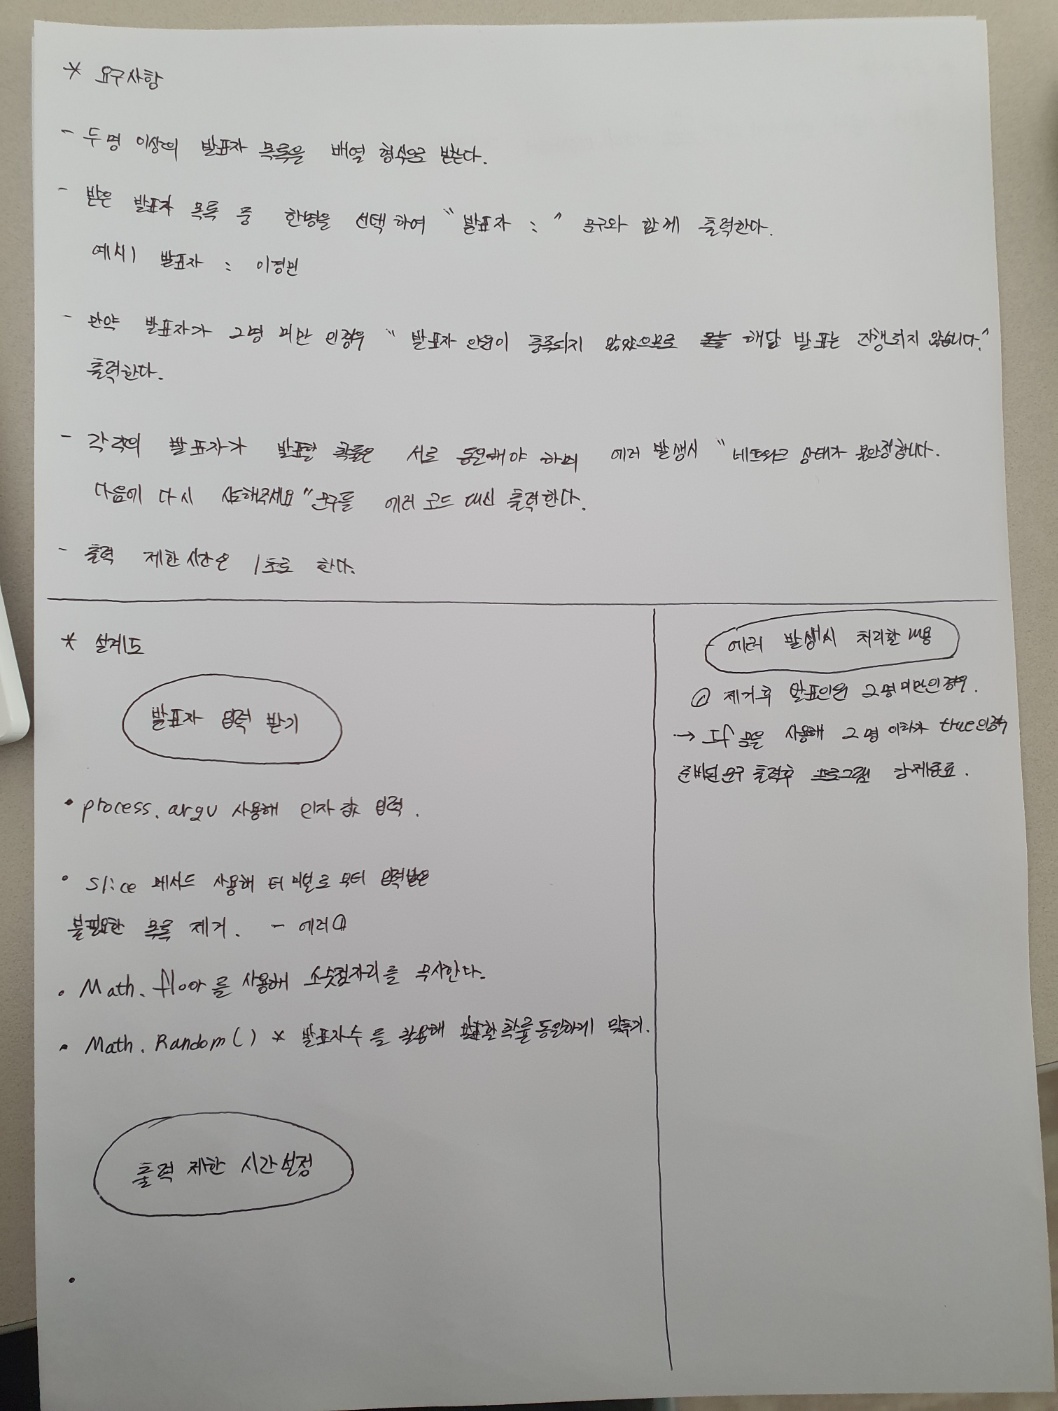 * 요구사항
- 두명 이상의 발표자 목록을 배열 형식으로 받는다.
- 받은 발표자 목록 중 한명을 선택하여 "발표자 : " 문구와 함께 출력한다.
예시) 발표자 : 이경빈
- 만약 발표자가 2명 미만 인경우 " 발표자 인원이 충족되지 않았으므로 해당 발표는 진행되지 않습니다."
출력한다.
- 각각의 발표자가 발표할 확률은 서로 동일해야 하며 에러 발생시 "네트워크 상태가 불안정합니다.
다음에 다시 시도해주세요" 문구를 에러 코드 대신 출력한다.
- 출력 제한시간은 1초로 한다.
* 설계도
발표자 입력 받기
• process.argv 사용해 인자 값 입력.
• slice 메서드 사용해 터미널로 부터 입력받은
불필요한 목록 제거. - 에러①
• Math.floor를 사용해 소숫점자리를 무시한다.
• Math.Random() * 발표자수를 활용해 발표할확률동일하게 맞추기.
출력 제한 시간설정
•
에러 발생시 처리할 내용
① 제거후 발표인원 2명미만인경우.
→ If 문을 사용해 2명 이하가 true인경우
준비된문구 출력후 프로그램 강제종료.